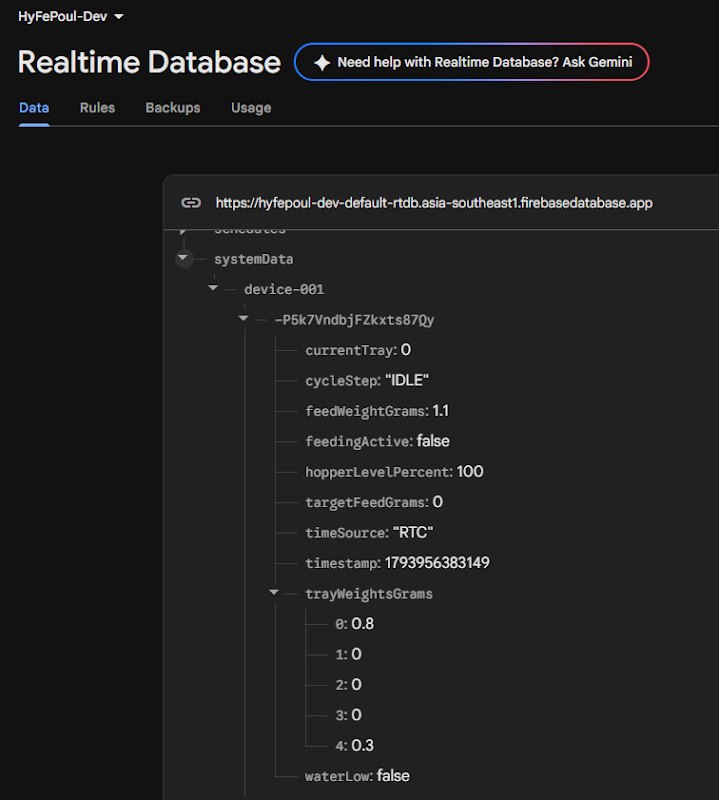 HyFePoul-Dev
Realtime Database
Need help with Realtime Database? Ask Gemini
Data Rules Backups Usage
https://hyfepoul-dev-default-rtdb.asia-southeast1.firebasedatabase.app
schedules
systemData
device-001
-P5k7VndbjFZkxts87Qy
currentTray: 0
cycleStep: "IDLE"
feedWeightGrams: 1.1
feedingActive: false
hopperLevelPercent: 100
targetFeedGrams: 0
timeSource: "RTC"
timestamp: 1793956383149
trayWeightsGrams
0: 0.8
1: 0
2: 0
3: 0
4: 0.3
waterLow: false